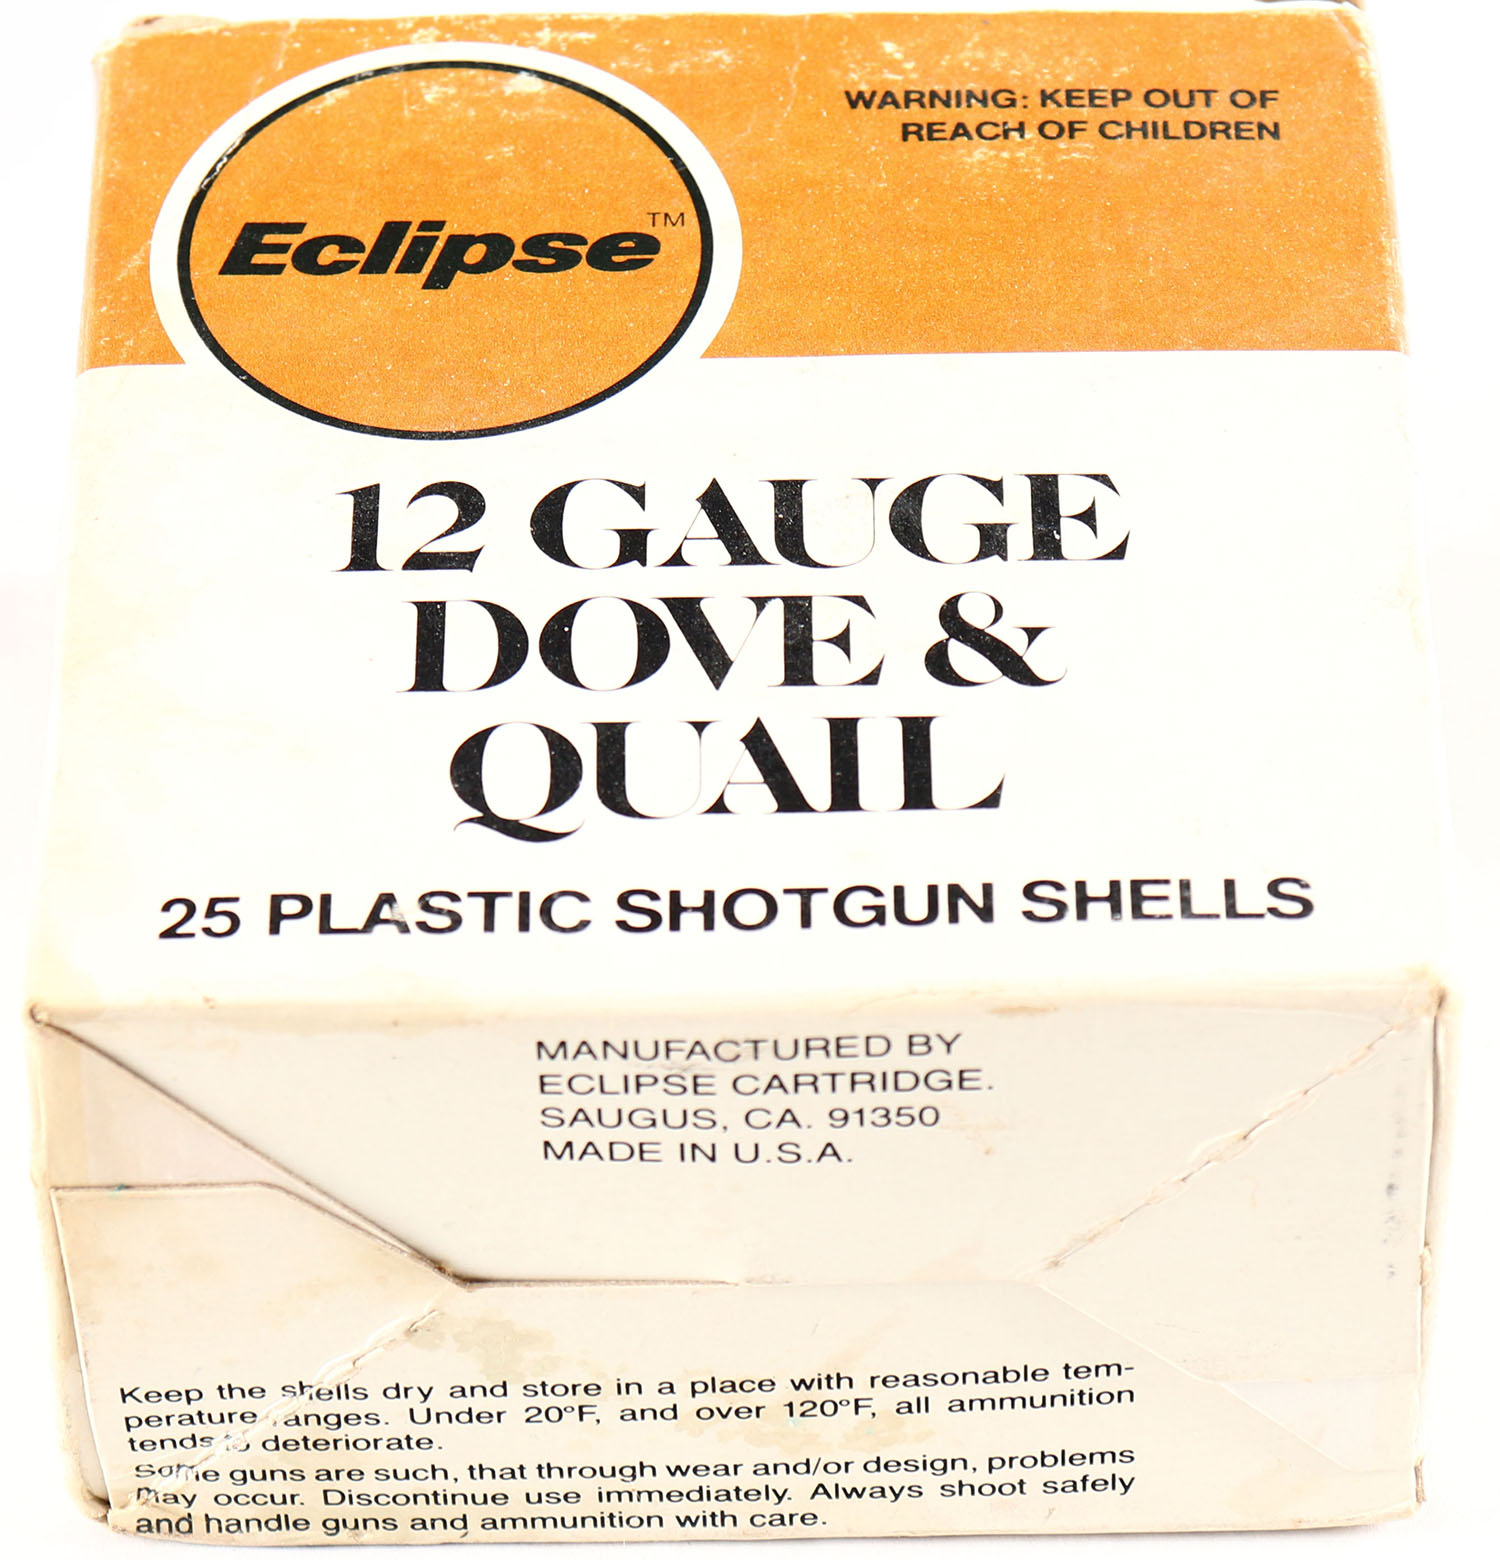 Eclipse™
WARNING: KEEP OUT OF
REACH OF CHILDREN
12 GAUGE
DOVE &
QUAIL
25 PLASTIC SHOTGUN SHELLS
MANUFACTURED BY
ECLIPSE CARTRIDGE.
SAUGUS, CA. 91350
MADE IN U.S.A.
Keep the shells dry and store in a place with reasonable tem-
perature ranges. Under 20°F, and over 120°F, all ammunition
tends to deteriorate.
Some guns are such, that through wear and/or design, problems
may occur. Discontinue use immediately. Always shoot safely
and handle guns and ammunition with care.